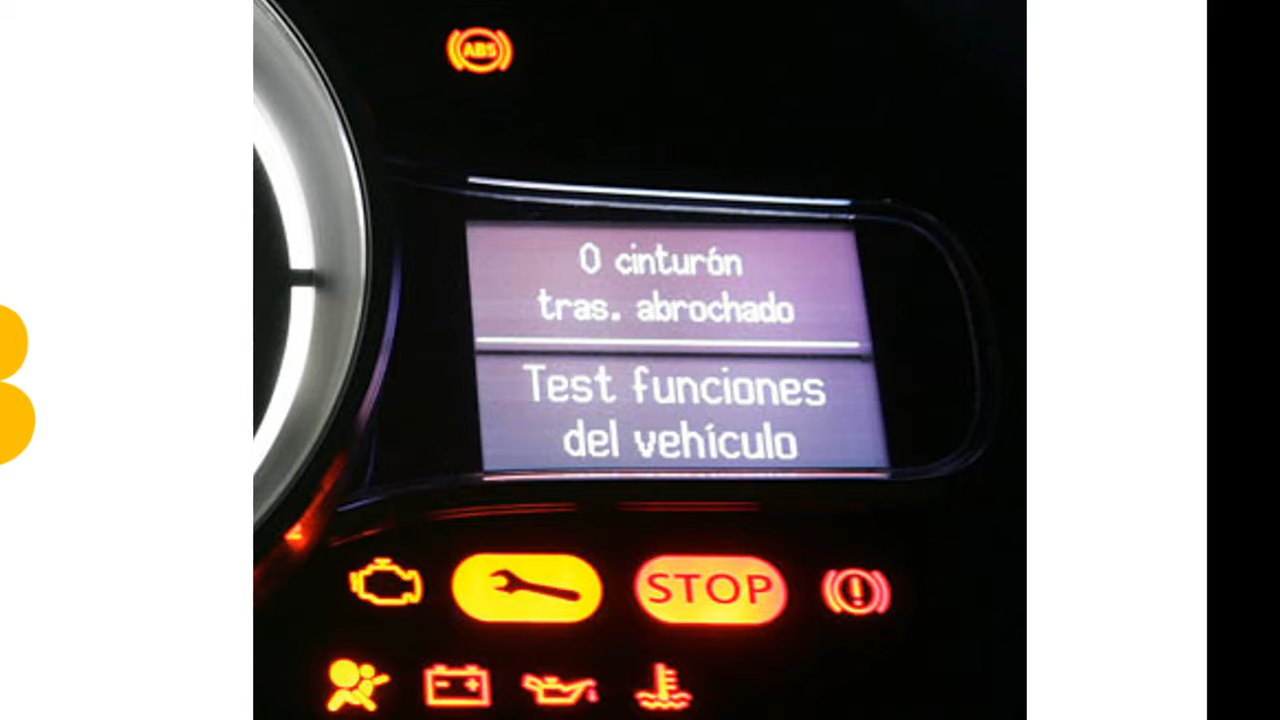 ABS
0 cinturón
tras. abrochado
Test funciones
del vehículo
STOP